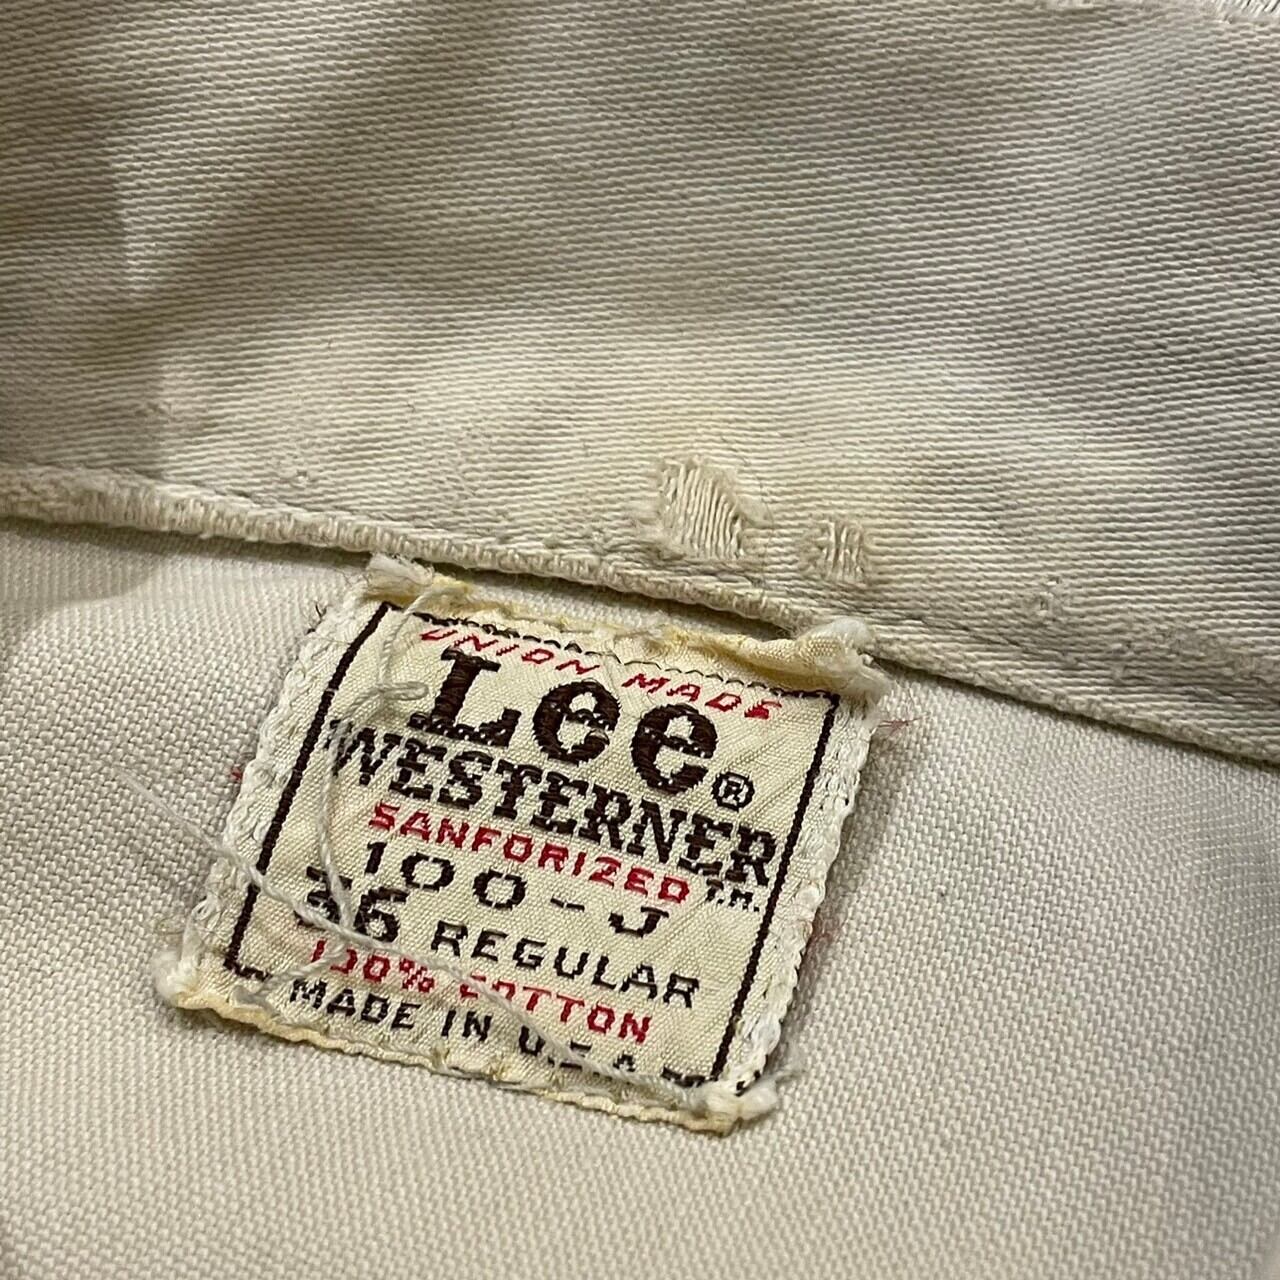 UNION MADE
Lee®
WESTERNER
T.M.
SANFORIZED
100-J
36 REGULAR
100% COTTON
MADE IN U.S.A.